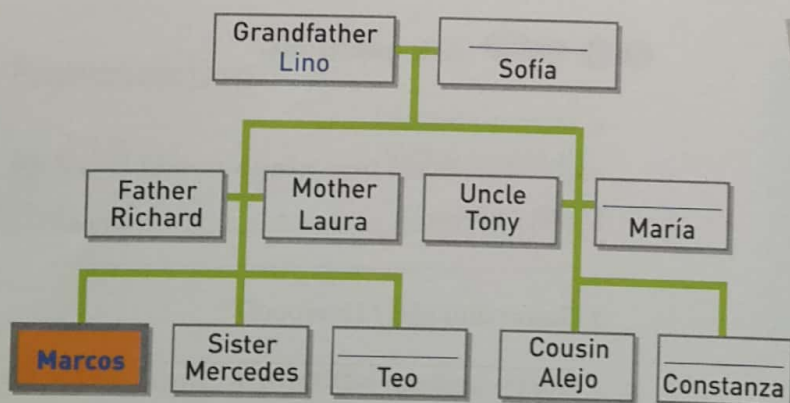 Grandfather
Lino
Sofía
Father
Richard
Mother
Laura
Uncle
Tony
María
Marcos
Sister
Mercedes
Teo
Cousin
Alejo
Constanza